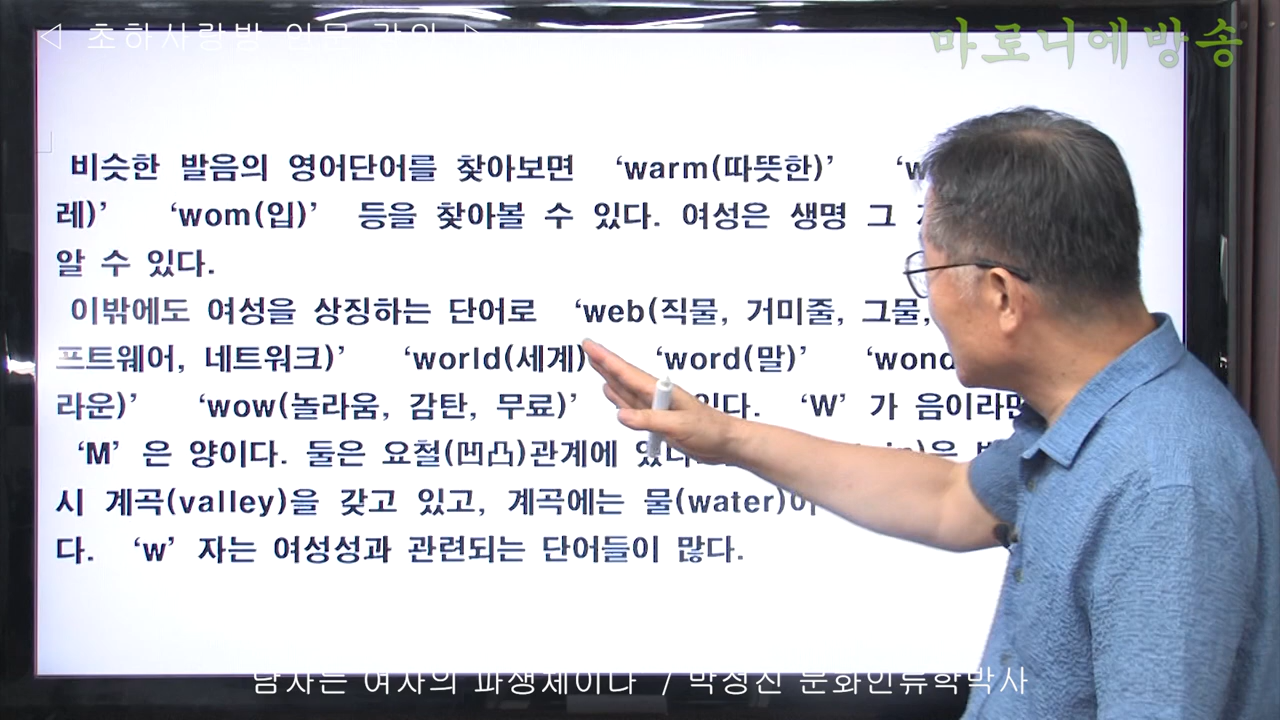 ◁ 초하사랑방 인문 강의 ▷
마로니에방송
비슷한 발음의 영어단어를 찾아보면 ‘warm(따뜻한)’
레)’ ‘wom(입)’ 등을 찾아볼 수 있다. 여성은 생명 그
알 수 있다.
이밖에도 여성을 상징하는 단어로 ‘web(직물, 거미줄, 그물,
프트웨어, 네트워크)’ ‘world(세계) ‘word(말)’ ‘wond
라운)’ ‘wow(놀라움, 감탄, 무료)’ 있다. ‘W’가 음이라면
‘M’은 양이다. 둘은 요철(凹凸)관계에 은
시 계곡(valley)을 갖고 있고, 계곡에는 물(water)이
다. ‘w’자는 여성성과 관련되는 단어들이 많다.
남자는 여자의 파생체이다 / 박정진 문화인류학박사